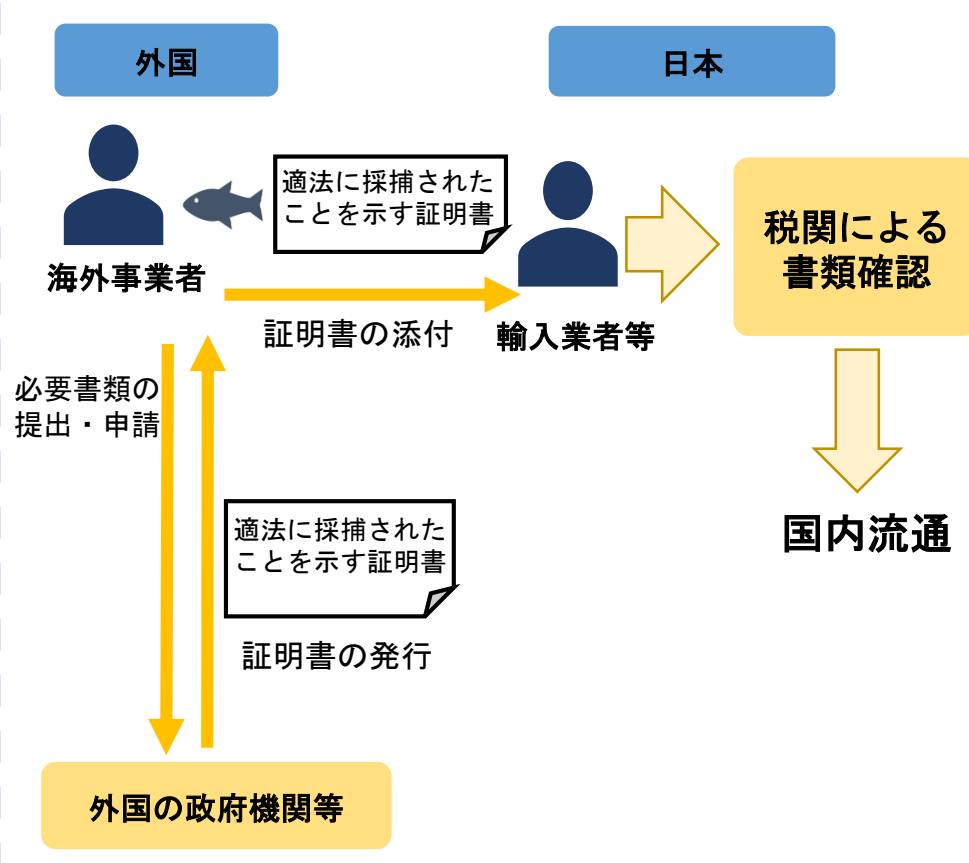 外国
日本
適法に採捕された
ことを示す証明書
海外事業者
証明書の添付
輸入業者等
税関による
書類確認
必要書類の
提出・申請
適法に採捕された
ことを示す証明書
証明書の発行
国内流通
外国の政府機関等